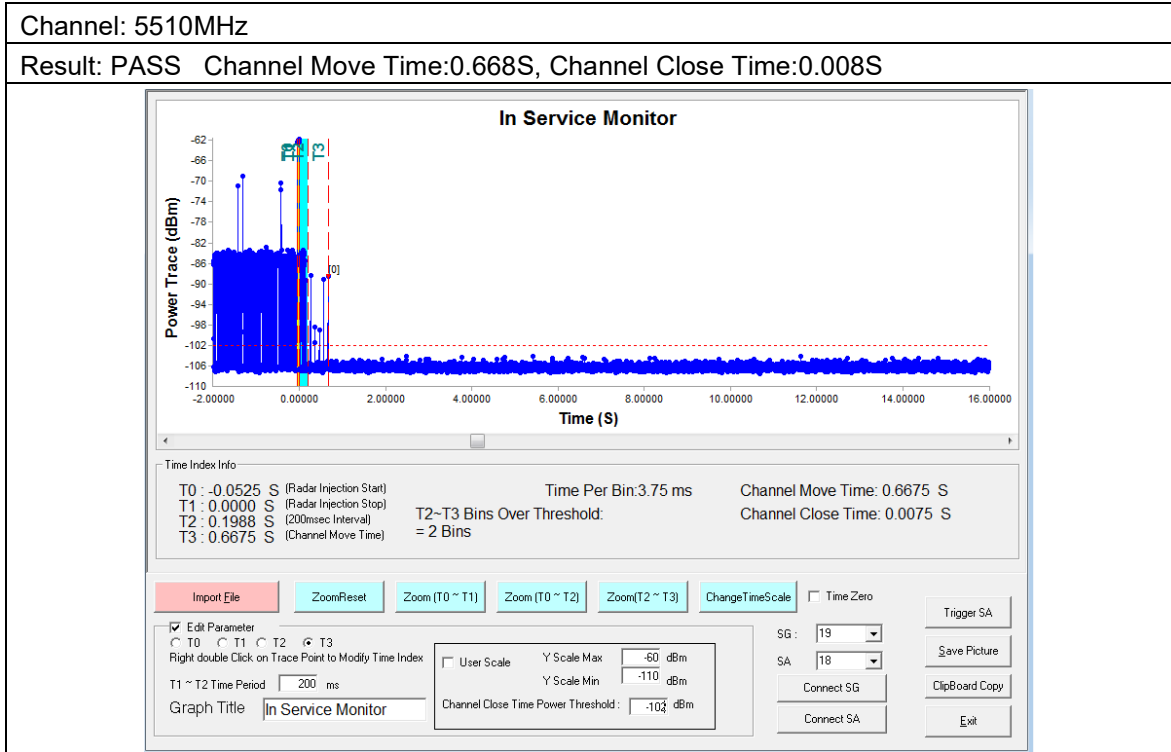 Channel: 5510MHz
Result: PASS Channel Move Time:0.668S, Channel Close Time:0.008S
In Service Monitor
T2
T3
Power Trace (dBm)
-62
-66
-70
-74
-78
-82
-86
-90
-94
-98
-102
-106
-110
-2.00000 0.00000 2.00000 4.00000 6.00000 8.00000 10.00000 12.00000 14.00000 16.00000
Time (S)
Time Index Info
T0 : -0.0525 S (Radar Injection Start)
T1 : 0.0000 S (Radar Injection Stop)
T2 : 0.1988 S (200msec Interval)
T3 : 0.6675 S (Channel Move Time)
Time Per Bin:3.75 ms
T2~T3 Bins Over Threshold:
= 2 Bins
Channel Move Time: 0.6675 S
Channel Close Time: 0.0075 S
Import File ZoomReset Zoom (T0 ~ T1) Zoom (T0 ~ T2) Zoom(T2 ~ T3) ChangeTimeScale Time Zero
Edit Parameter
T0 T1 T2 T3
Right double Click on Trace Point to Modify Time Index
T1 ~ T2 Time Period 200 ms
Graph Title In Service Monitor
User Scale Y Scale Max -60 dBm
Y Scale Min -110 dBm
Channel Close Time Power Threshold : -102 dBm
SG : 19
SA 18
Connect SG
Connect SA
Trigger SA
Save Picture
ClipBoard Copy
Exit